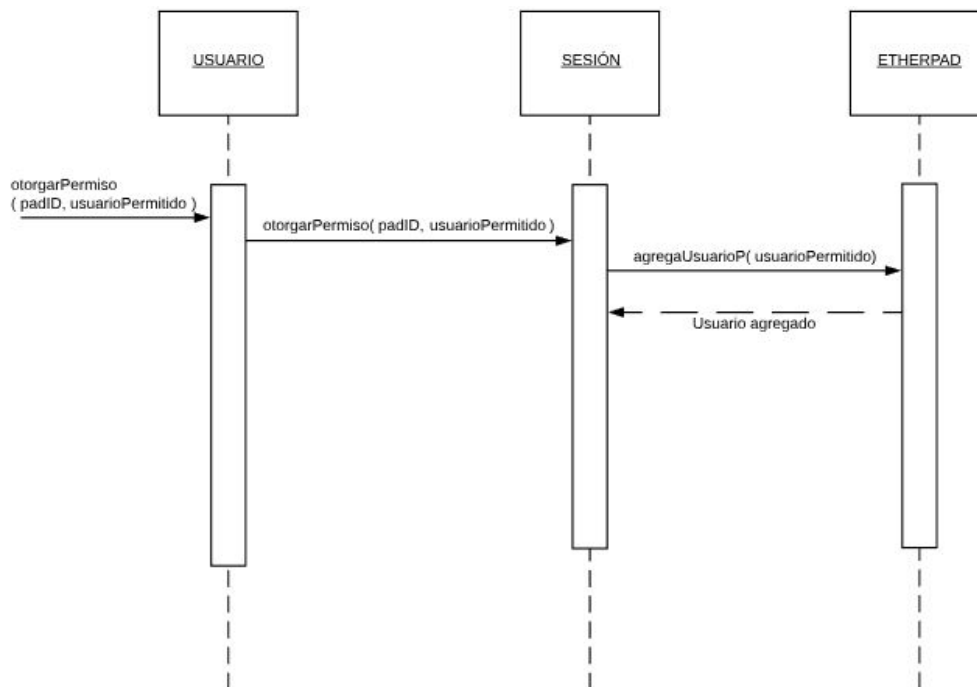 USUARIO
SESIÓN
ETHERPAD
otorgarPermiso
( padID, usuarioPermitido )
otorgarPermiso( padID, usuarioPermitido )
agregaUsuarioP( usuarioPermitido)
Usuario agregado